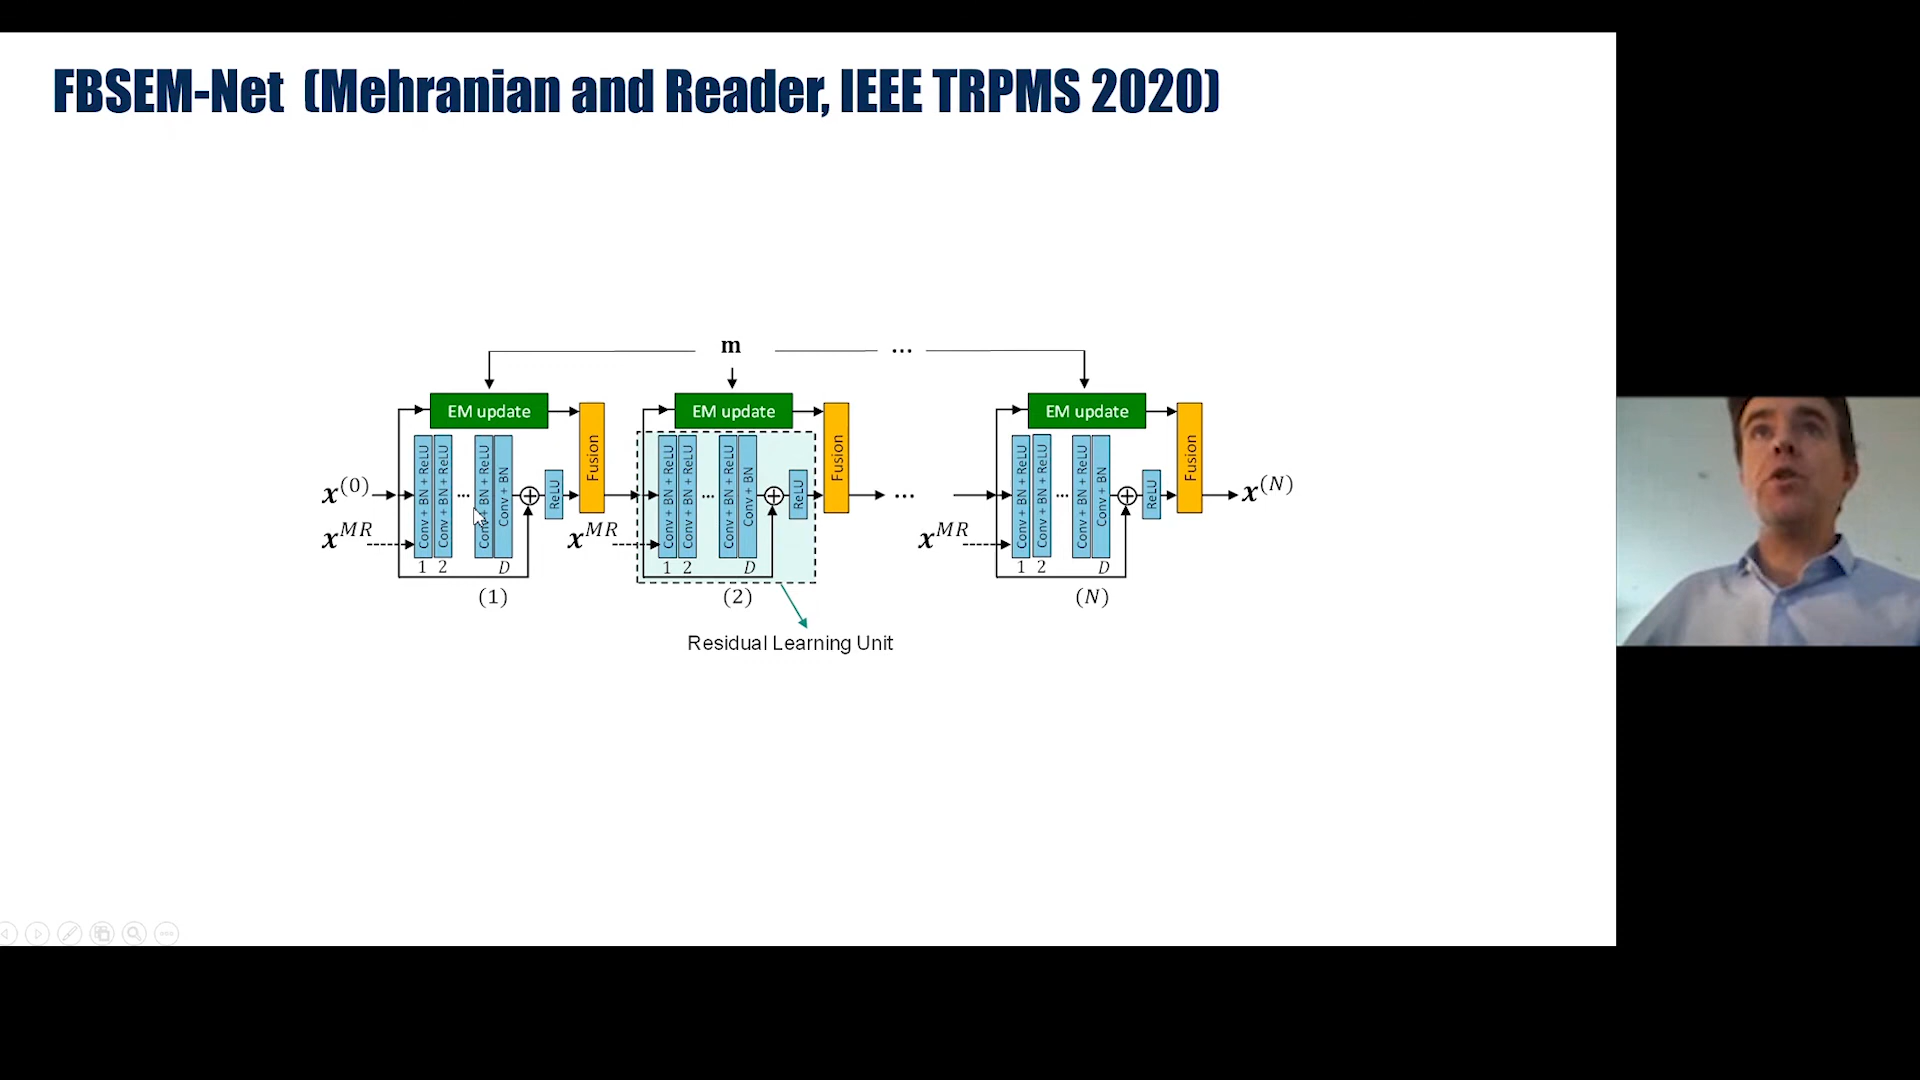 FBSEM-Net (Mehranian and Reader, IEEE TRPMS 2020)
m ...
EM update EM update EM update
Conv + BN + ReLU Conv + BN + ReLU ... Conv + BN + ReLU Conv + BN ReLU Fusion
Conv + BN + ReLU Conv + BN + ReLU ... Conv + BN + ReLU Conv + BN ReLU Fusion
...
Conv + BN + ReLU Conv + BN + ReLU ... Conv + BN + ReLU Conv + BN ReLU Fusion
x^(0) x^(N)
x^MR x^MR x^MR
1 2 D 1 2 D 1 2 D
(1) (2) (N)
Residual Learning Unit